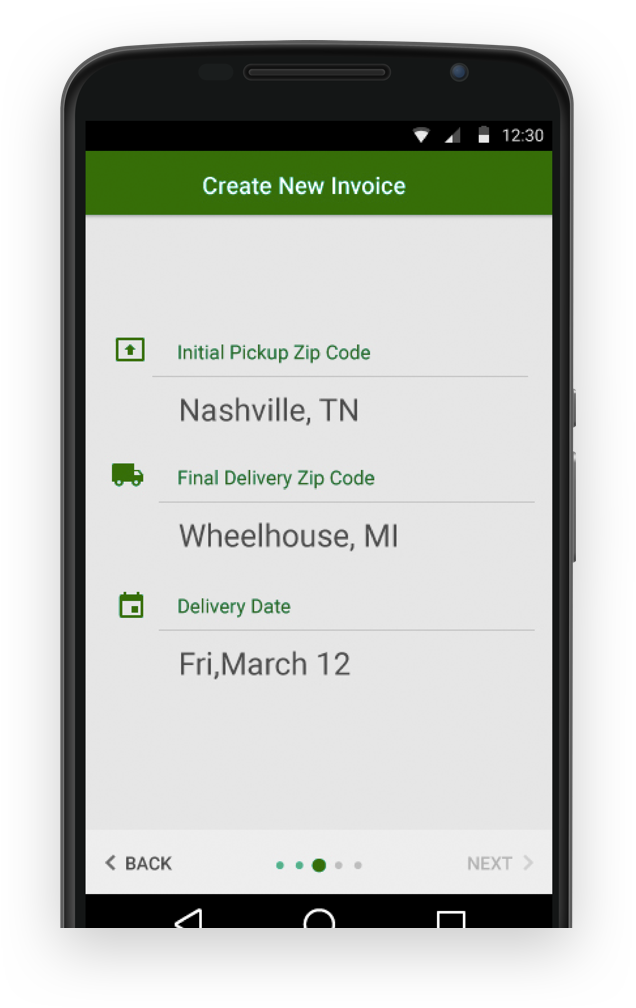 12:30
Create New Invoice
Initial Pickup Zip Code
Nashville, TN
Final Delivery Zip Code
Wheelhouse, MI
Delivery Date
Fri,March 12
BACK
NEXT